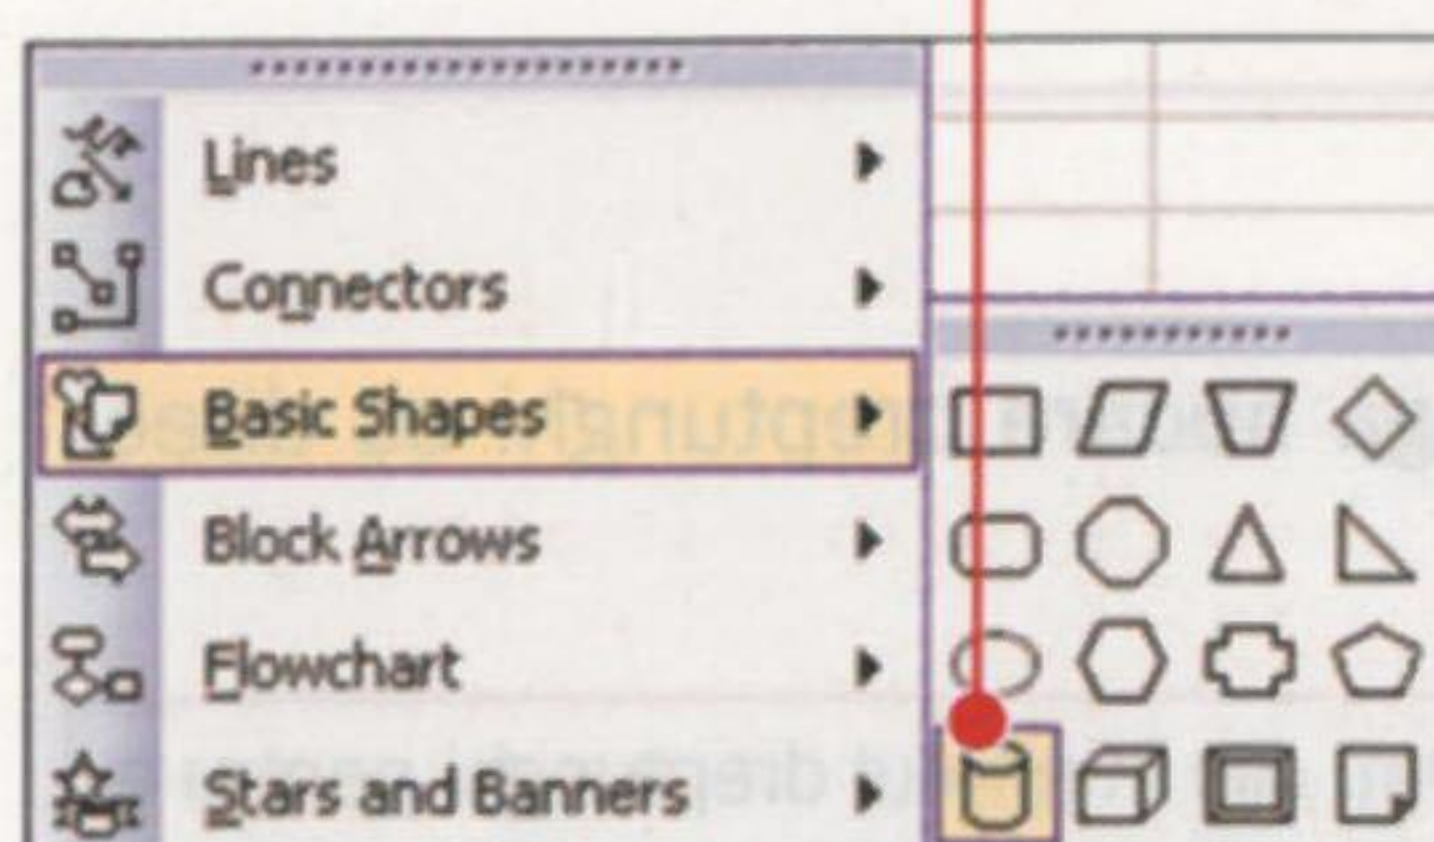 Lines
Connectors
Basic Shapes
Block Arrows
Flowchart
Stars and Banners